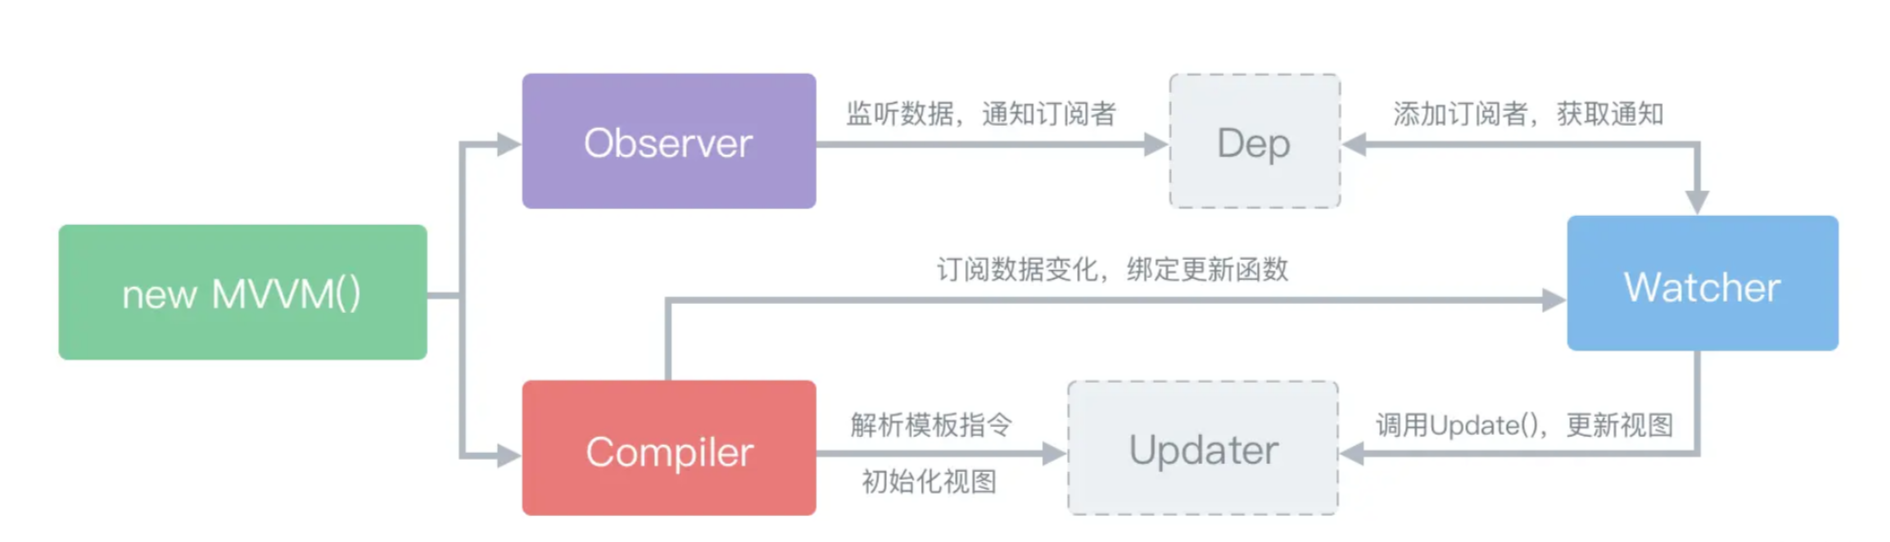 监听数据，通知订阅者
添加订阅者，获取通知
Observer
Dep
new MVVM()
订阅数据变化，绑定更新函数
Watcher
Compiler
解析模板指令
初始化视图
Updater
调用Update()，更新视图